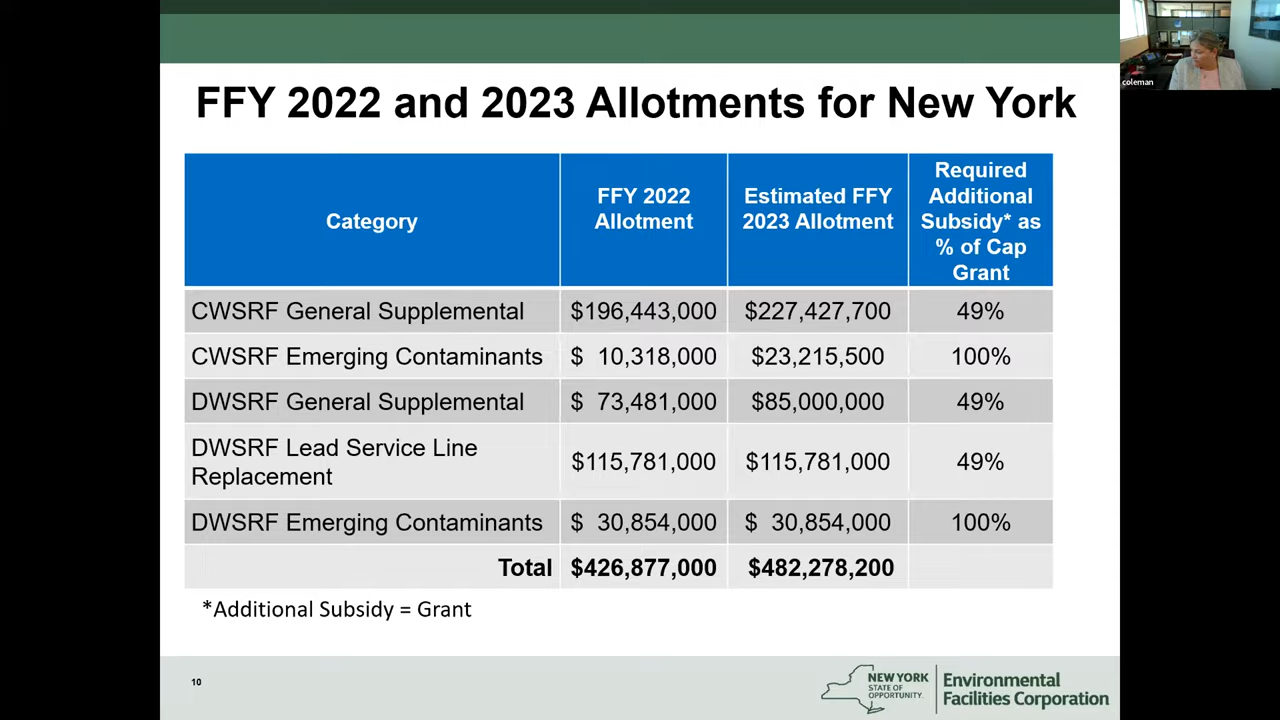 coleman
FFY 2022 and 2023 Allotments for New York
Category
FFY 2022
Allotment
Estimated FFY
2023 Allotment
Required
Additional
Subsidy* as
% of Cap
Grant
CWSRF General Supplemental $196,443,000 $227,427,700 49%
CWSRF Emerging Contaminants $ 10,318,000 $23,215,500 100%
DWSRF General Supplemental $ 73,481,000 $85,000,000 49%
DWSRF Lead Service Line
Replacement
$115,781,000 $115,781,000 49%
DWSRF Emerging Contaminants $ 30,854,000 $ 30,854,000 100%
Total $426,877,000 $482,278,200
*Additional Subsidy = Grant
10
NEW YORK
STATE OF
OPPORTUNITY.
Environmental
Facilities Corporation